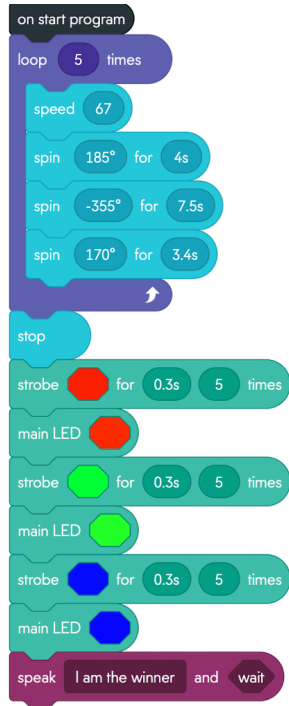 on start program
loop 5 times
speed 67
spin 185° for 4s
spin -355° for 7.5s
spin 170° for 3.4s
stop
strobe for 0.3s 5 times
main LED
strobe for 0.3s 5 times
main LED
strobe for 0.3s 5 times
main LED
speak I am the winner and wait